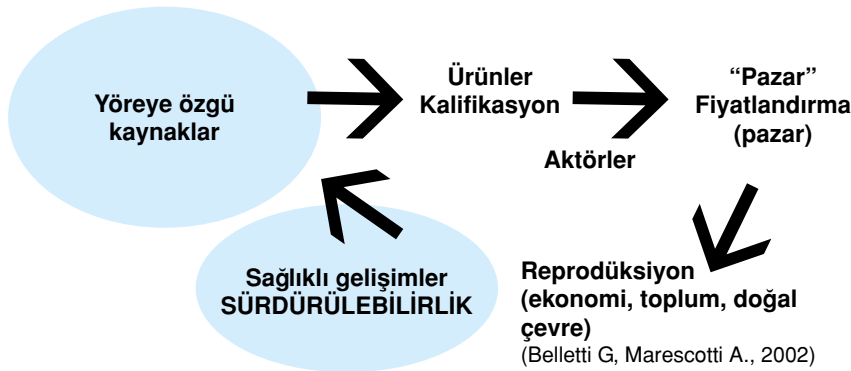 Yöreye özgü
kaynaklar
Ürünler
Kalifikasyon
“Pazar”
Fiyatlandırma
(pazar)
Aktörler
Sağlıklı gelişimler
SÜRDÜRÜLEBİLİRLİK
Reprodüksiyon
(ekonomi, toplum, doğal
çevre)
(Belletti G, Marescotti A., 2002)